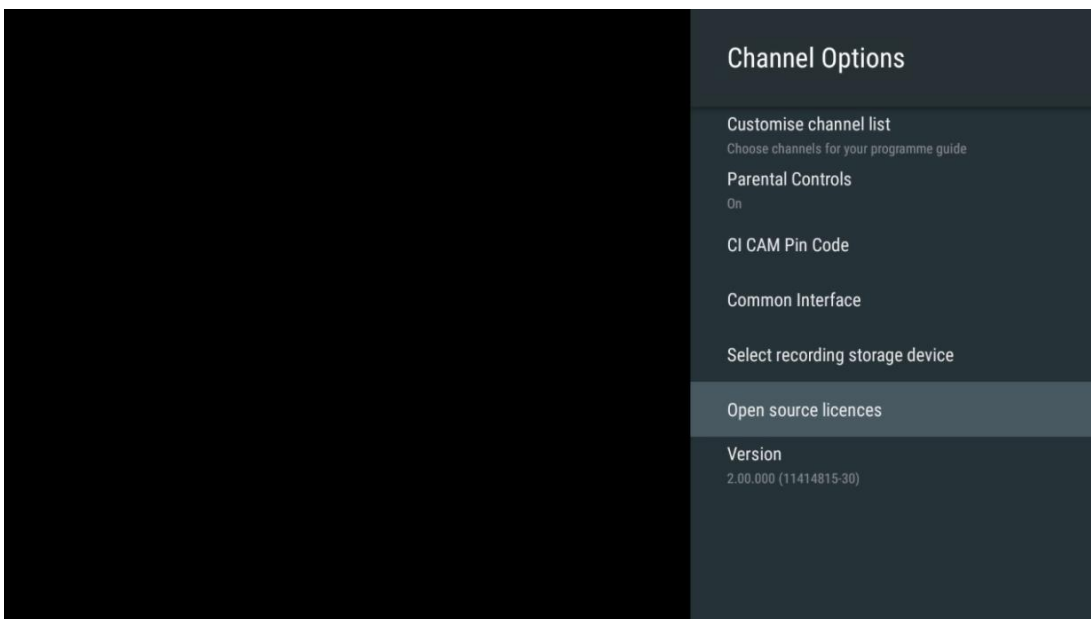 Channel Options
Customise channel list
Choose channels for your programme guide
Parental Controls
On
CI CAM Pin Code
Common Interface
Select recording storage device
Open source licences
Version
2.00.000 (11414815-30)